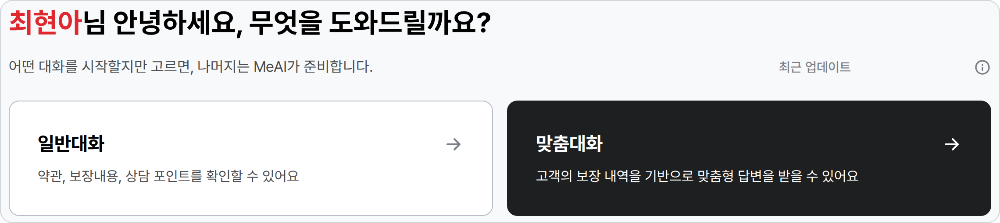 최현아님 안녕하세요, 무엇을 도와드릴까요?
어떤 대화를 시작할지만 고르면, 나머지는 MeAI가 준비합니다.
최근 업데이트
일반대화
약관, 보장내용, 상담 포인트를 확인할 수 있어요
맞춤대화
고객의 보장 내역을 기반으로 맞춤형 답변을 받을 수 있어요